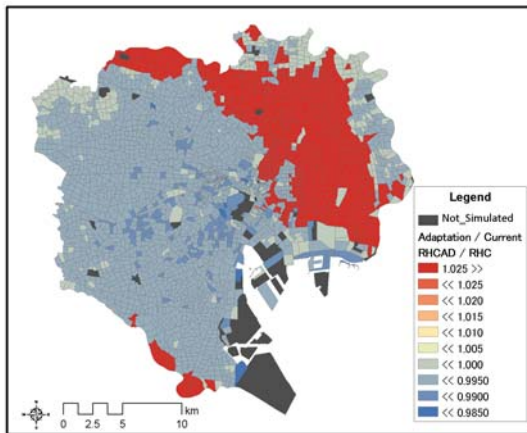 Legend
Not_Simulated
Adaptation / Current
RHCAD / RHC
1.025 >>
<< 1.025
<< 1.020
<< 1.015
<< 1.010
<< 1.005
<< 1.000
<< 0.9950
<< 0.9900
<< 0.9850
km
0 2.5 5 10